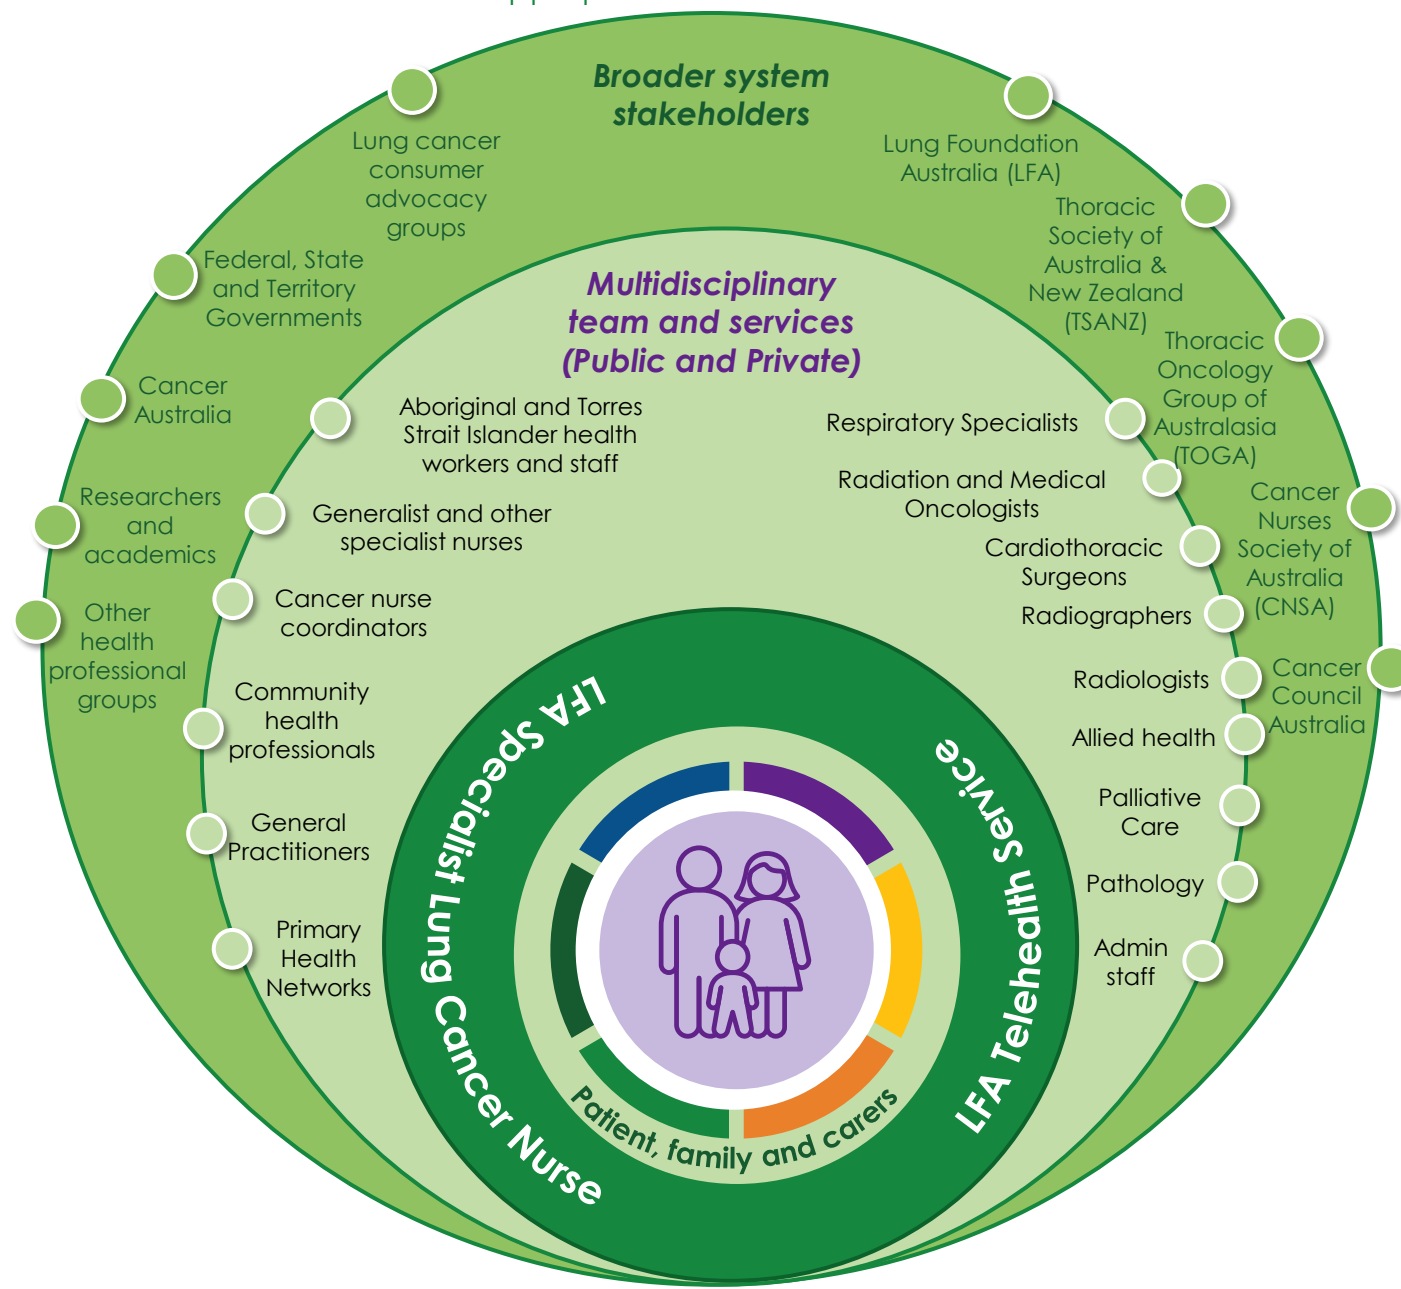 Broader system
stakeholders
Lung cancer
consumer
advocacy
groups
Federal, State
and Territory
Governments
Cancer
Australia
Researchers
and
academics
Other
health
professional
groups
Lung Foundation
Australia (LFA)
Thoracic
Society of
Australia &
New Zealand
(TSANZ)
Thoracic
Oncology
Group of
Australasia
(TOGA)
Cancer
Nurses
Society of
Australia
(CNSA)
Cancer
Council
Australia
Multidisciplinary
team and services
(Public and Private)
Aboriginal and Torres
Strait Islander health
workers and staff
Generalist and other
specialist nurses
Cancer nurse
coordinators
Community
health
professionals
General
Practitioners
Primary
Health
Networks
Respiratory Specialists
Radiation and Medical
Oncologists
Cardiothoracic
Surgeons
Radiographers
Radiologists
Allied health
Palliative
Care
Pathology
Admin
staff
LFA Specialist Lung Cancer Nurse
LFA Telehealth Service
Patient, family and carers